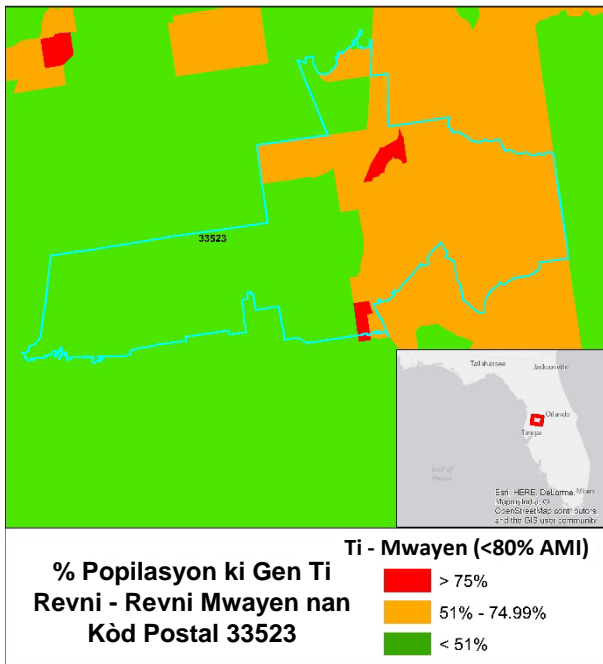 33523
Tallahassee
Jacksonville
Orlando
Tampa
Gulf of
Mexico
Miami
Esri, HERE, DeLorme,
MapmyIndia, ©
OpenStreetMap contributors,
and the GIS user community
% Popilasyon ki Gen Ti
Revni - Revni Mwayen nan
Kòd Postal 33523
Ti - Mwayen (<80% AMI)
> 75%
51% - 74.99%
< 51%